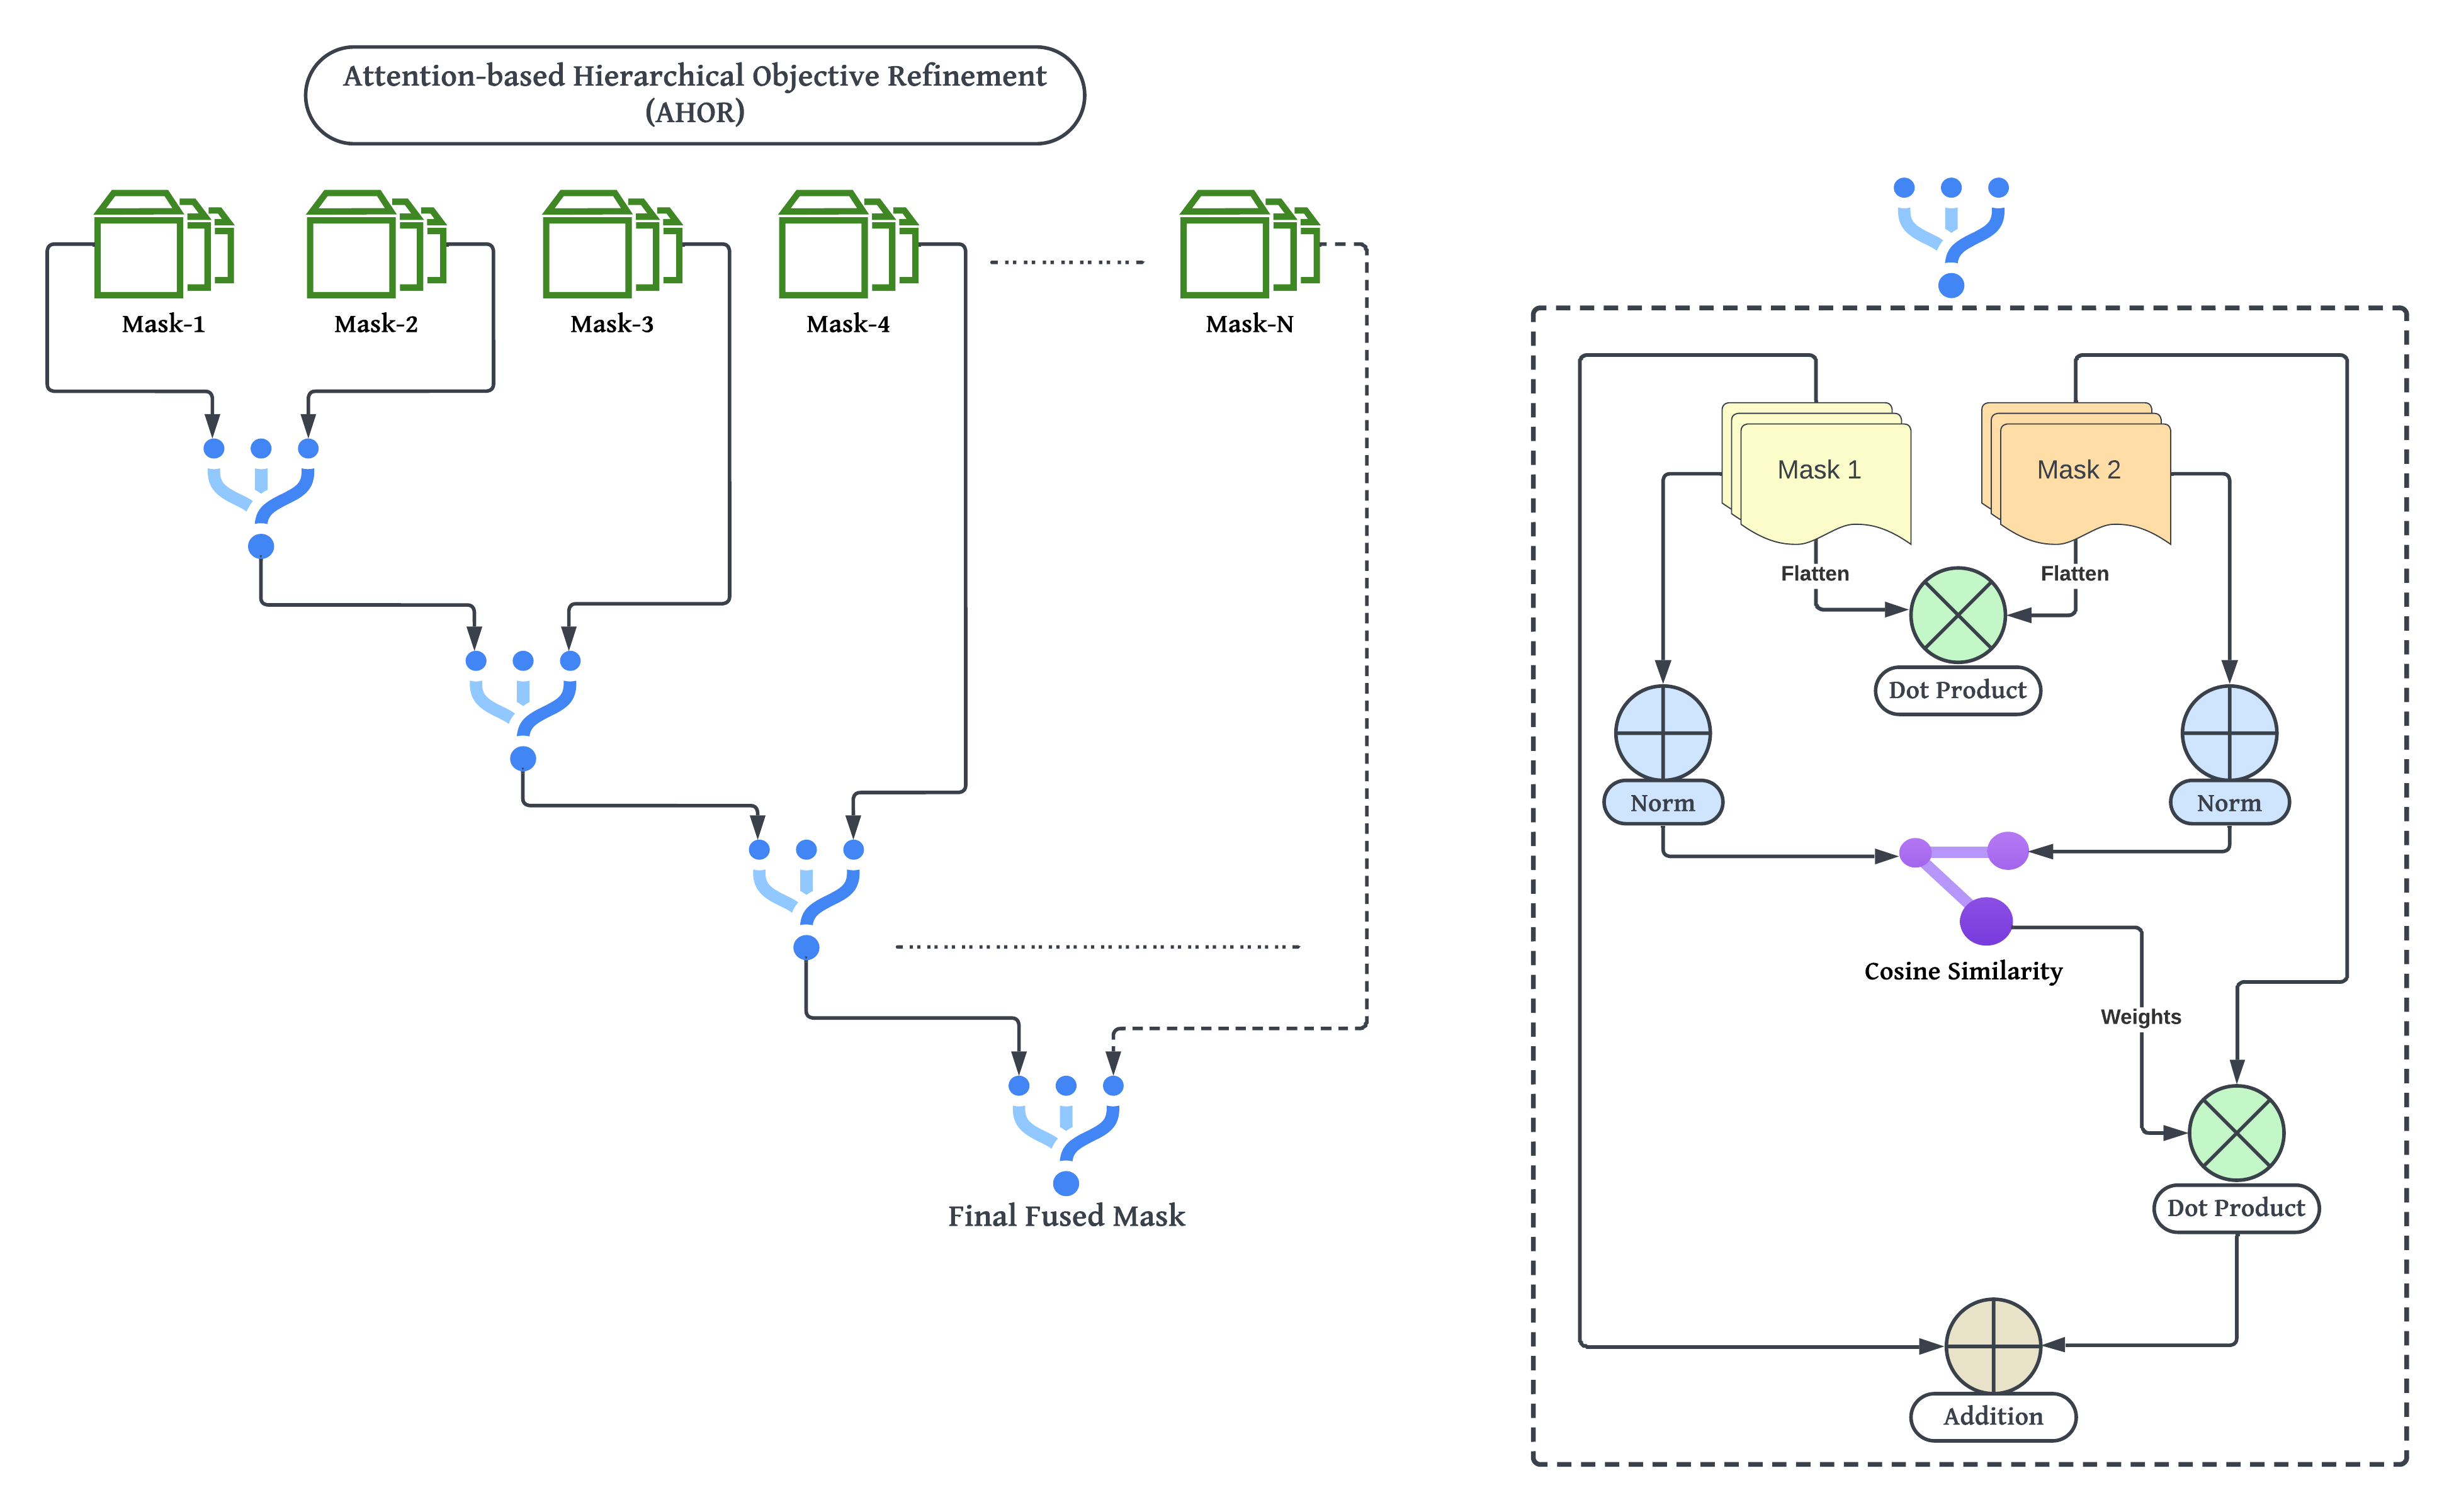 Attention-based Hierarchical Objective Refinement
(AHOR)
Mask-1
Mask-2
Mask-3
Mask-4
Mask-N
Final Fused Mask
Mask 1
Mask 2
Flatten
Flatten
Dot Product
Norm
Norm
Cosine Similarity
Weights
Dot Product
Addition